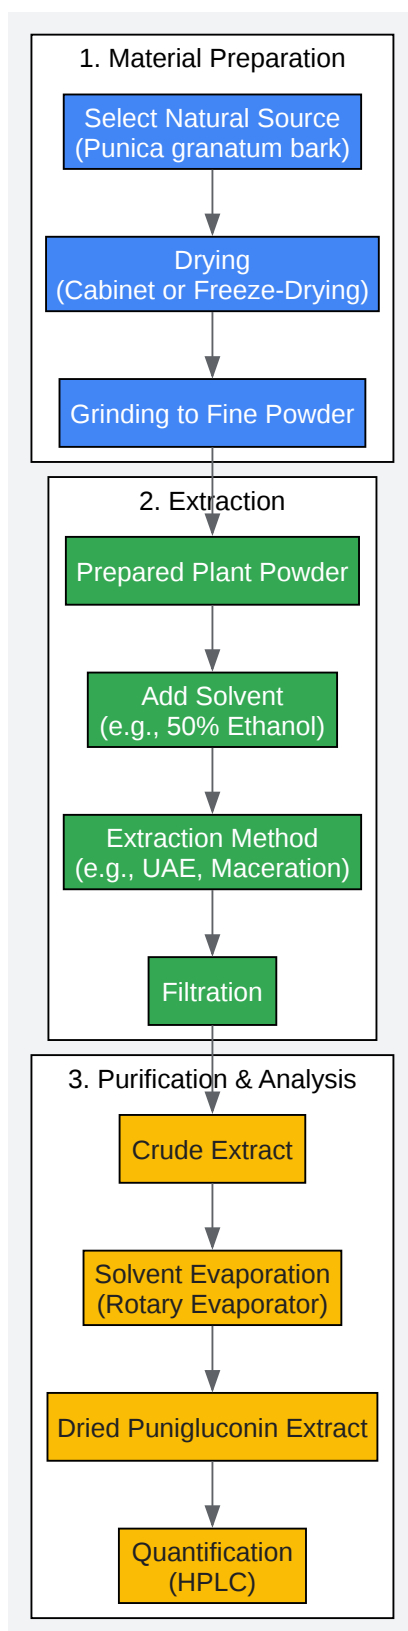 1. Material Preparation
Select Natural Source
(Punica granatum bark)
Drying
(Cabinet or Freeze-Drying)
Grinding to Fine Powder
2. Extraction
Prepared Plant Powder
Add Solvent
(e.g., 50% Ethanol)
Extraction Method
(e.g., UAE, Maceration)
Filtration
3. Purification & Analysis
Crude Extract
Solvent Evaporation
(Rotary Evaporator)
Dried Punigluconin Extract
Quantification
(HPLC)